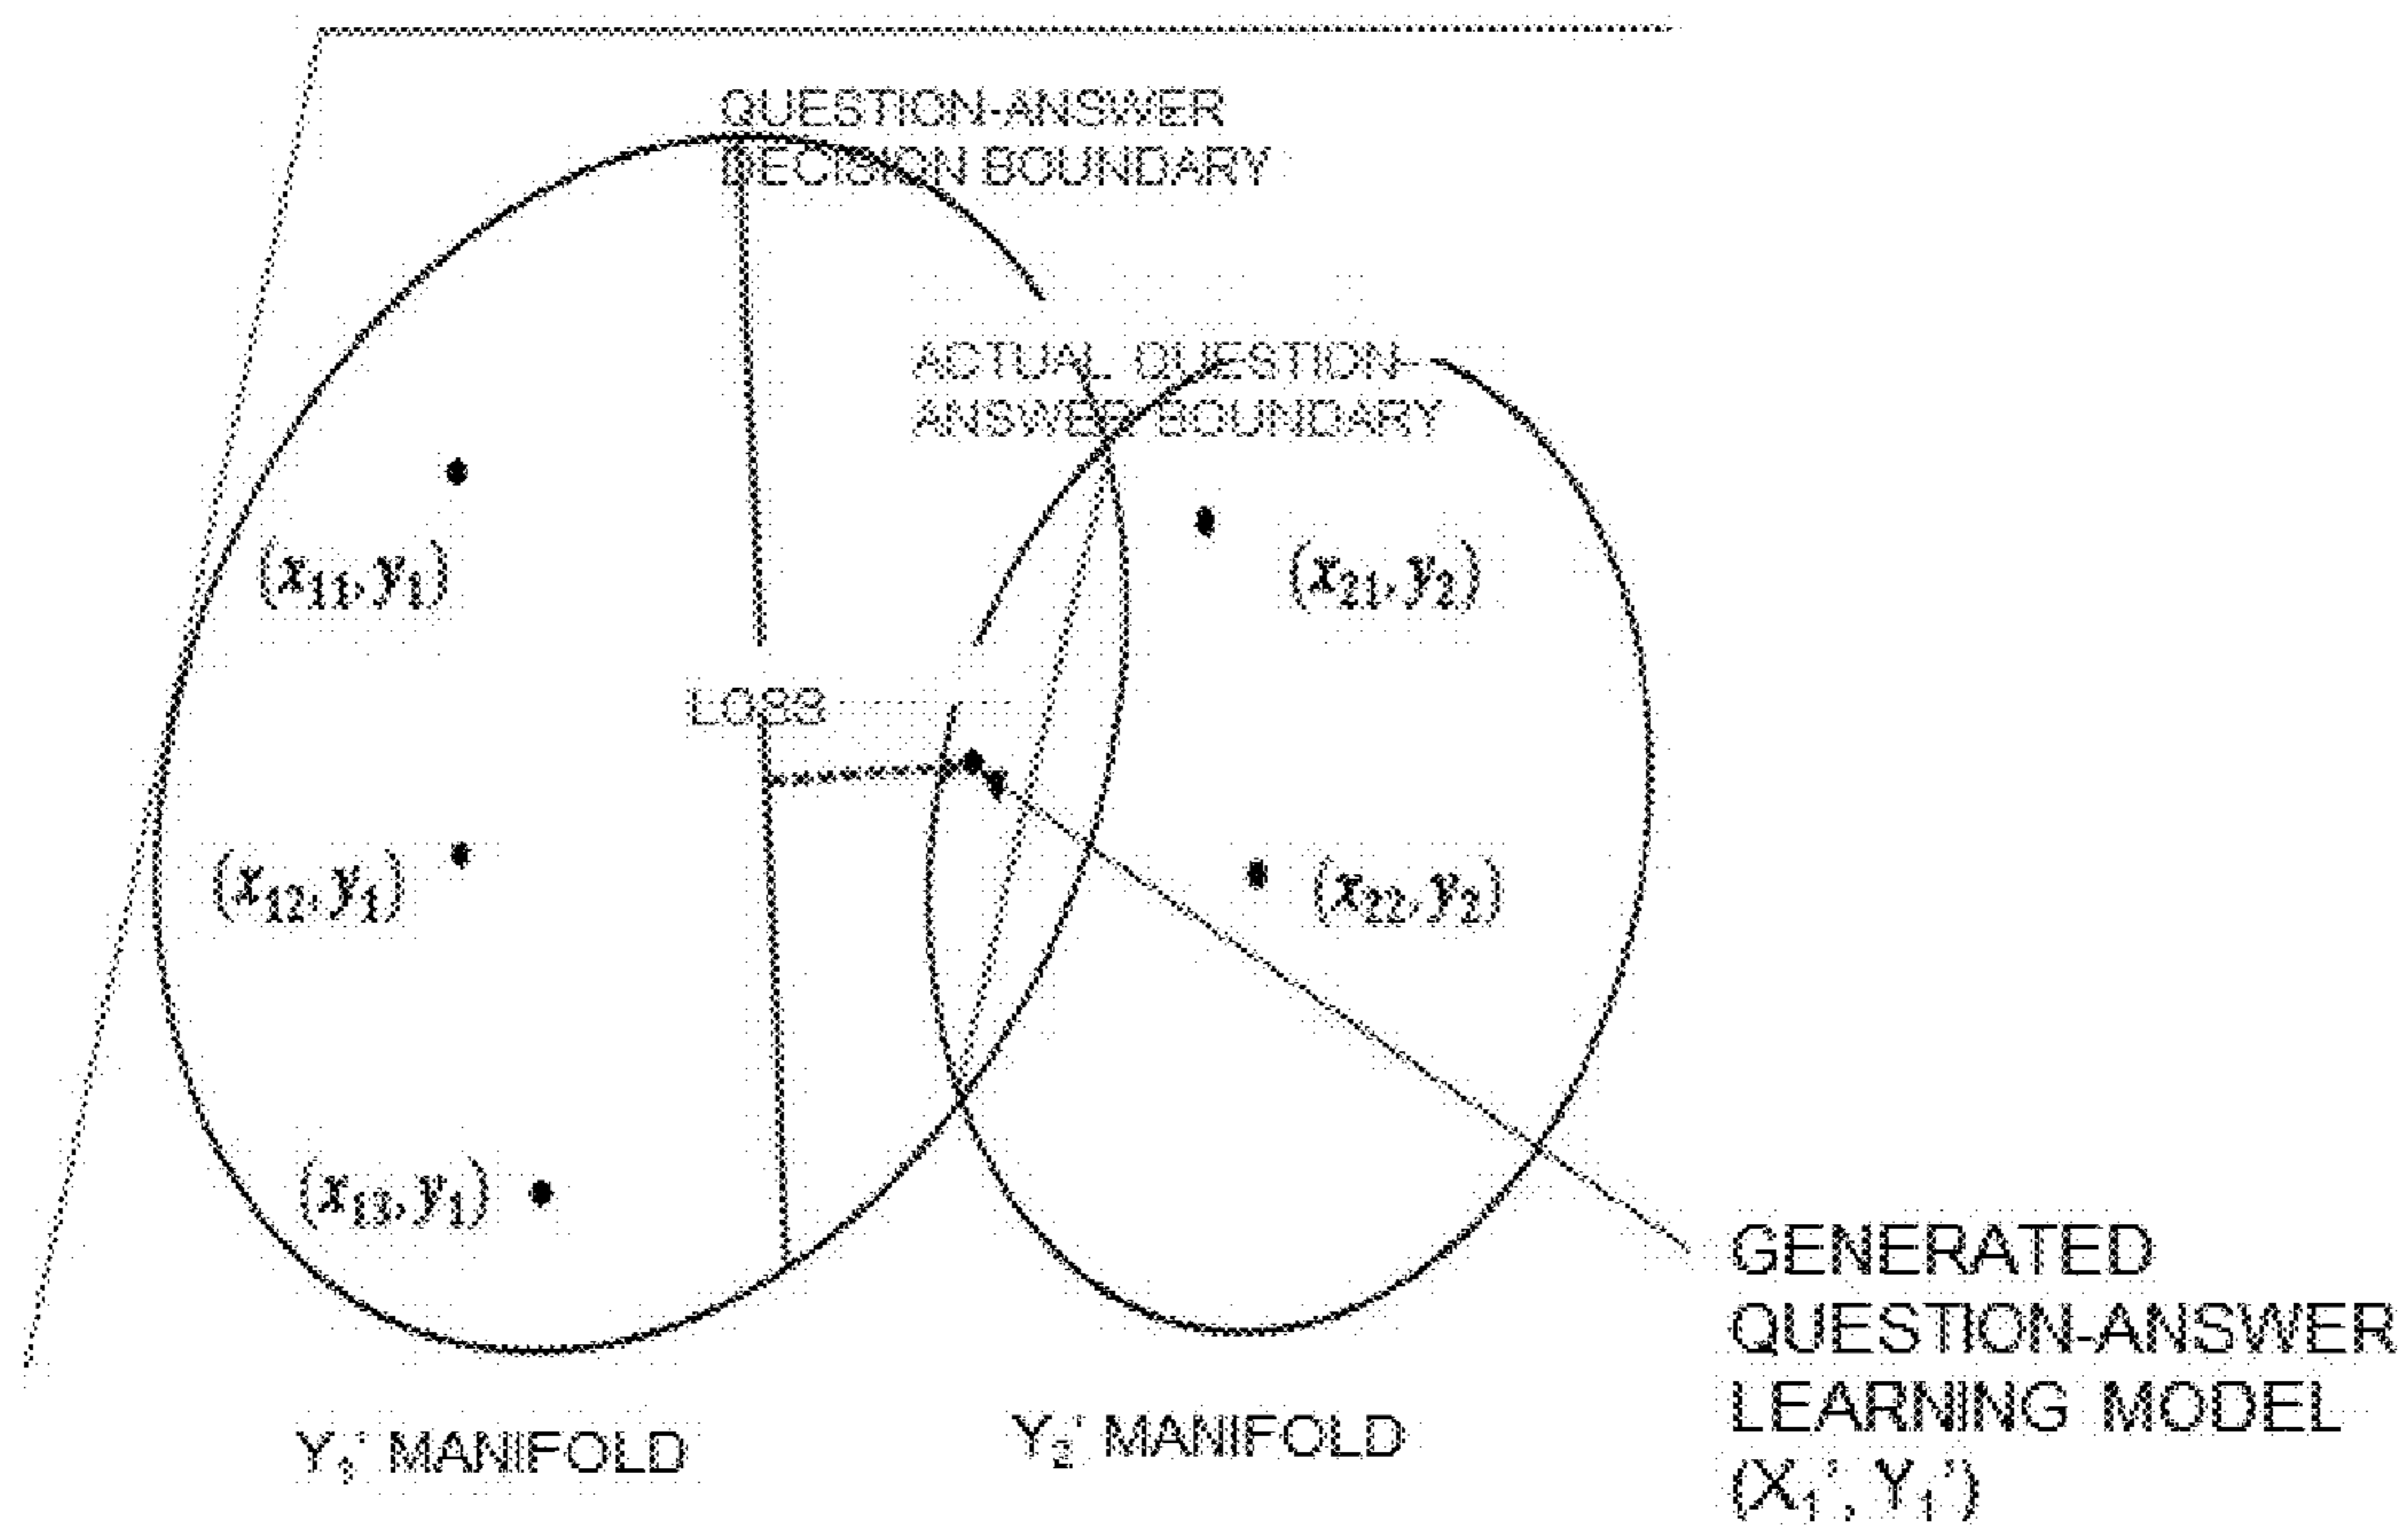 QUESTION-ANSWER
DECISION BOUNDARY
ACTUAL QUESTION-
ANSWER BOUNDARY
(x₁₁, y₁)
(x₂₁, y₂)
LOSS
(x₁₂, y₁)
(x₂₂, y₂)
(x₁₃, y₁)
GENERATED
QUESTION-ANSWER
LEARNING MODEL
(X₁', Y₁')
Y₁' MANIFOLD
Y₂' MANIFOLD